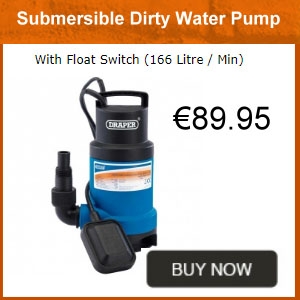 Submersible Dirty Water Pump
With Float Switch (166 Litre / Min)
€89.95
DRAPER
BUY NOW